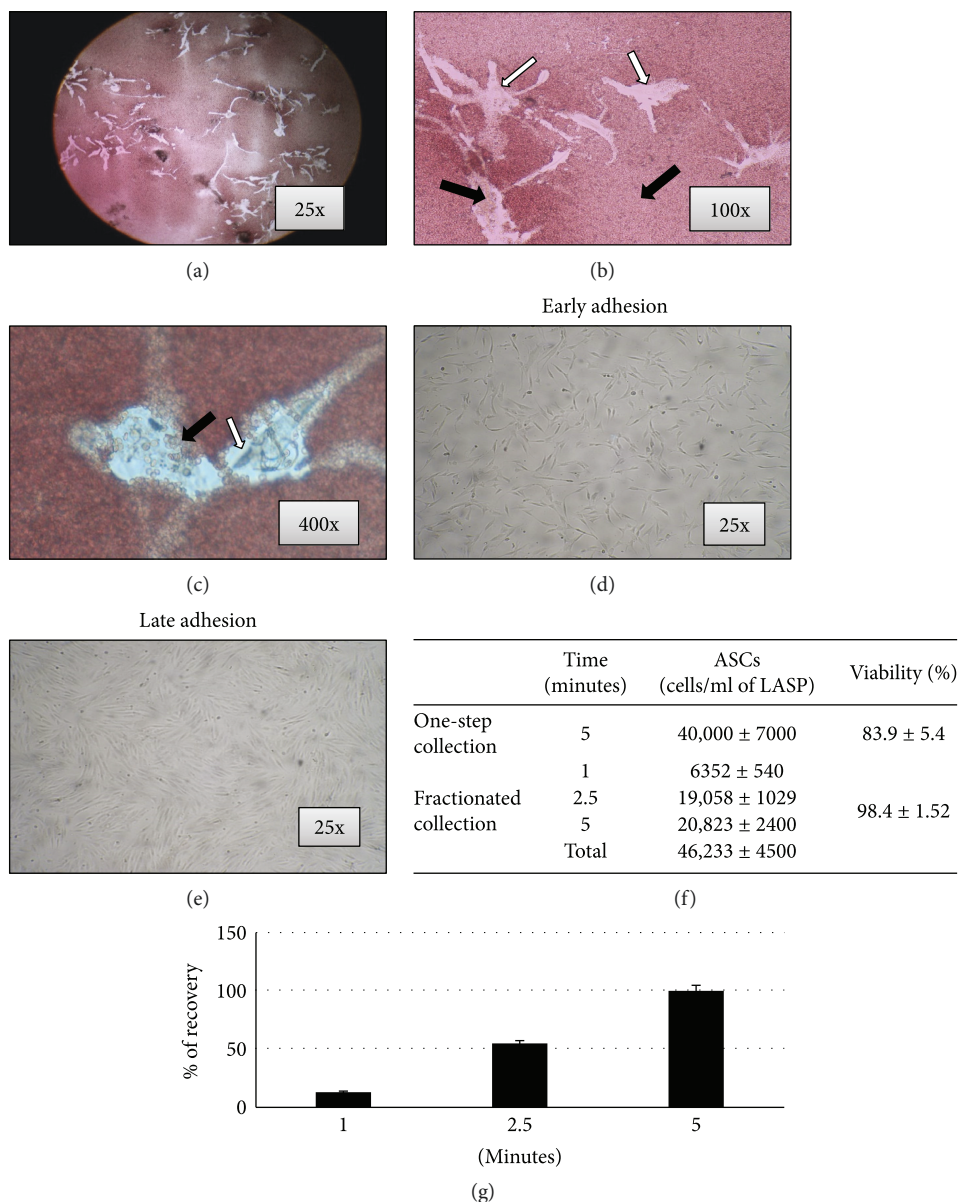 25x
100x
(a)
(b)
Early adhesion
400x
25x
(c)
(d)
Late adhesion
25x
(e)
Time
(minutes)
ASCs
(cells/ml of LASP)
Viability (%)
One-step
collection
5
40,000 ± 7000
83.9 ± 5.4
Fractionated
collection
1
6352 ± 540
2.5
19,058 ± 1029
5
20,823 ± 2400
Total
46,233 ± 4500
98.4 ± 1.52
(f)
150
100
50
0
% of recovery
1
2.5
5
(Minutes)
(g)